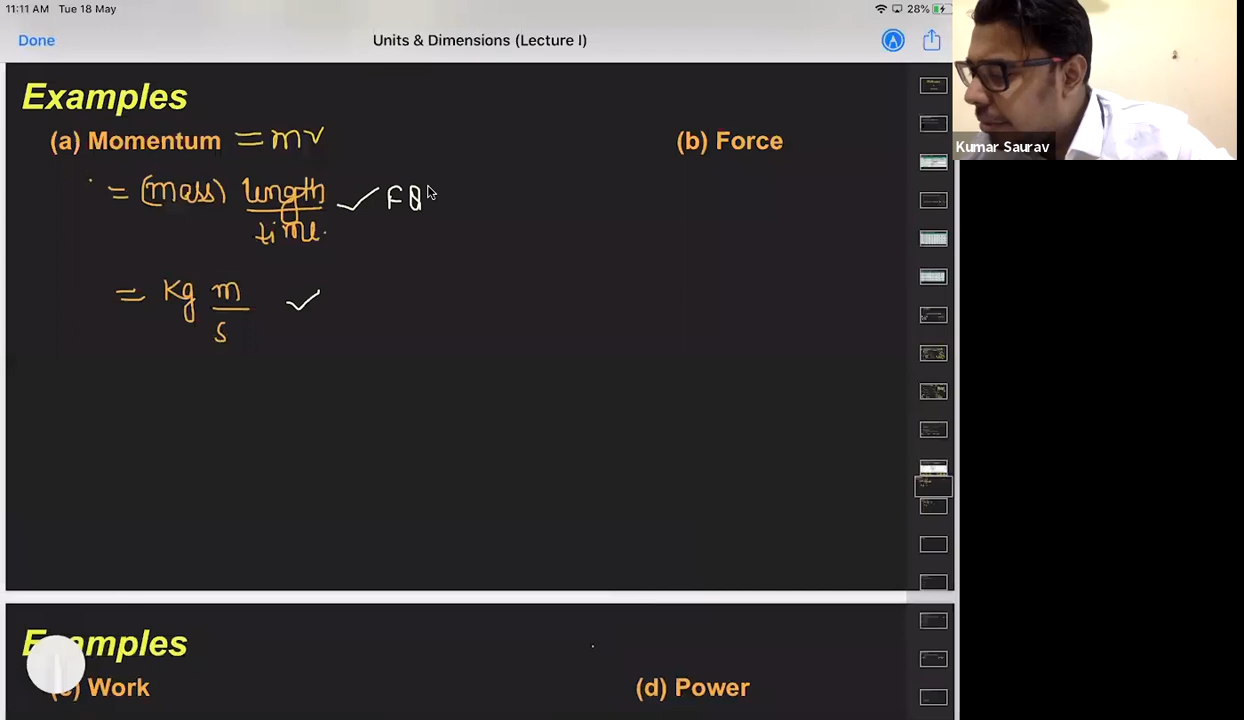 11:11 AM Tue 18 May
28%
Done
Units & Dimensions (Lecture I)
Kumar Saurav
Examples
(a) Momentum = mv
(b) Force
= (mass) length/time ✓
= Kg m/s ✓
Examples
Work
(d) Power